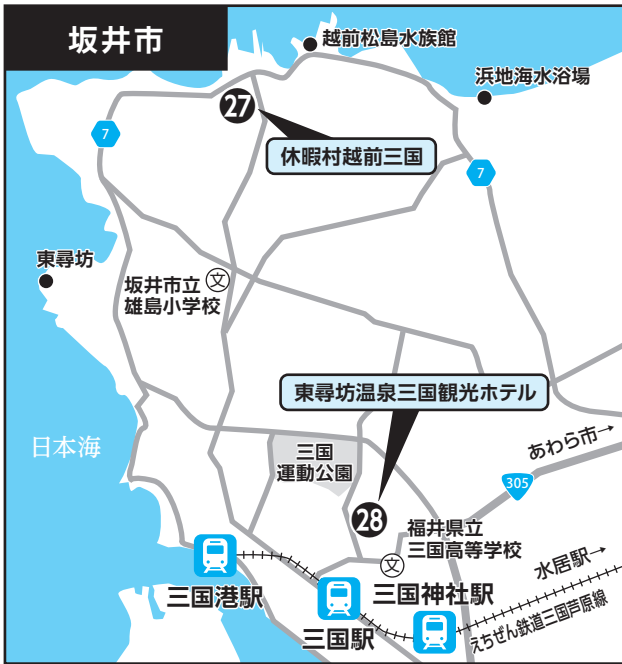 坂井市
越前松島水族館
浜地海水浴場
27
7
休暇村越前三国
7
東尋坊
坂井市立
雄島小学校
文
東尋坊温泉三国観光ホテル
日本海
三国
運動公園
あわら市→
305
28
福井県立
三国高等学校
文
水居駅→
三国港駅
三国駅
三国神社駅
えちぜん鉄道三国芦原線